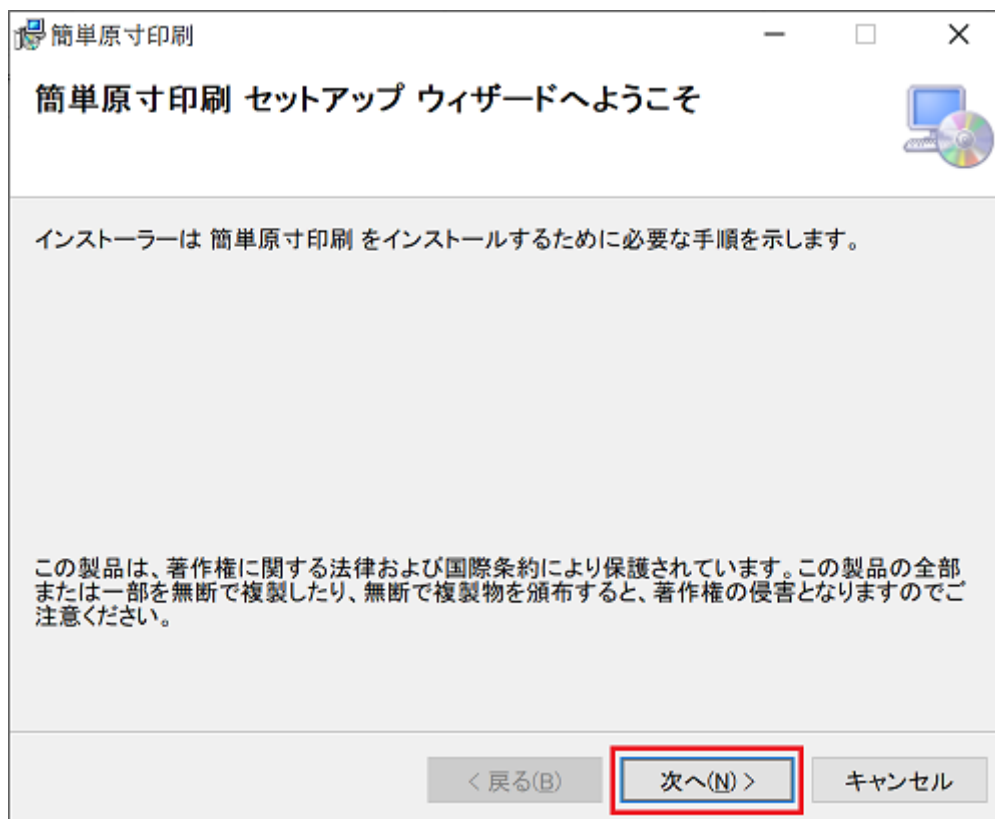 簡単原寸印刷
簡単原寸印刷 セットアップ ウィザードへようこそ
インストーラーは 簡単原寸印刷 をインストールするために必要な手順を示します。
この製品は、著作権に関する法律および国際条約により保護されています。この製品の全部
または一部を無断で複製したり、無断で複製物を頒布すると、著作権の侵害となりますのでご
注意ください。
< 戻る(B) 次へ(N) > キャンセル